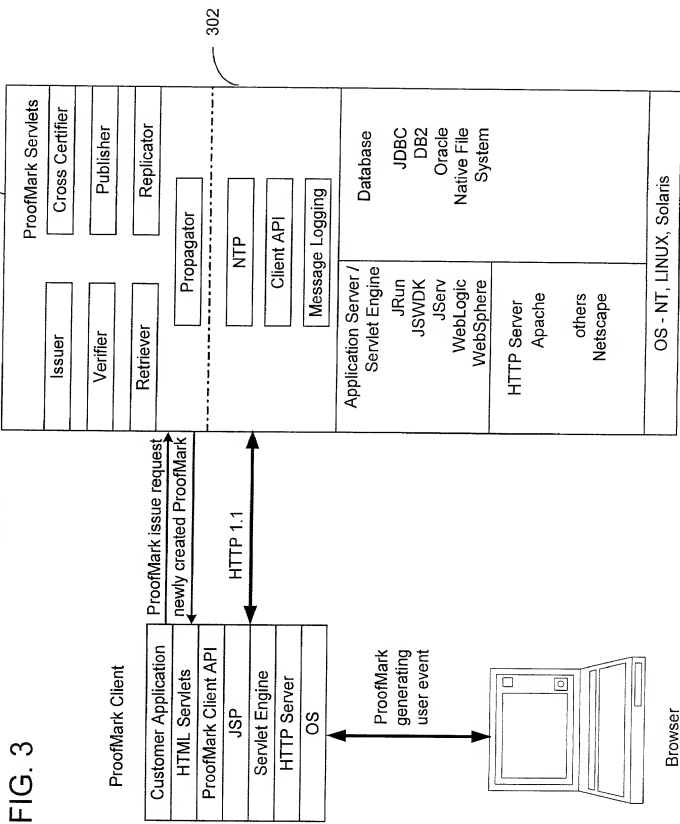 FIG. 3
302
ProofMark Client
Customer Application
HTML Servlets
ProofMark Client API
JSP
Servlet Engine
HTTP Server
OS
ProofMark issue request
newly created ProofMark
HTTP 1.1
ProofMark
generating
user event
Browser
ProofMark Servlets
Issuer
Cross Certifier
Verifier
Publisher
Retriever
Replicator
Propagator
NTP
Client API
Message Logging
Application Server /
Servlet Engine
JRun
JSWDK
JServ
WebLogic
WebSphere
Database
JDBC
DB2
Oracle
Native File
System
HTTP Server
Apache
others
Netscape
OS - NT, LINUX, Solaris